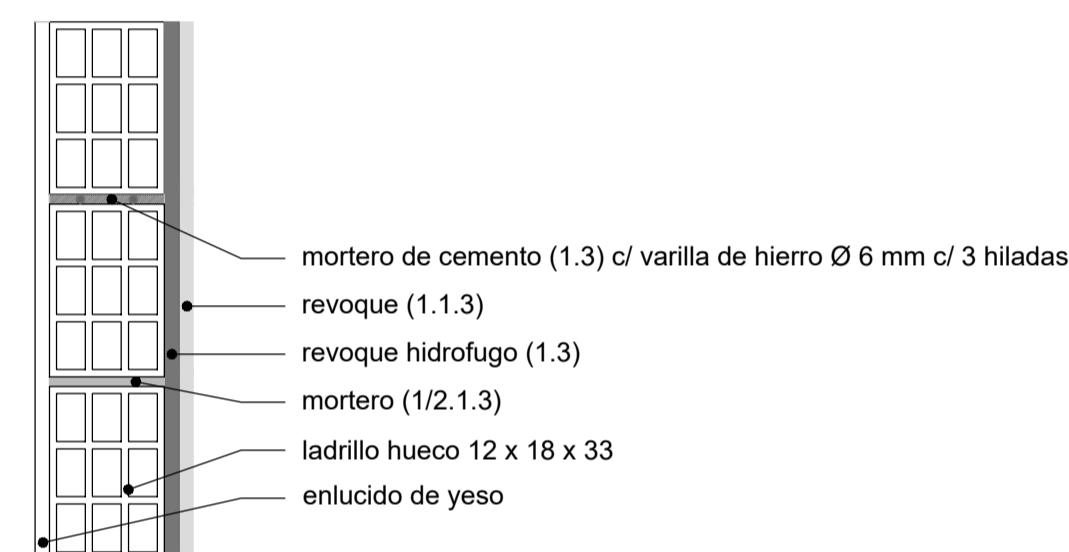 mortero de cemento (1.3) c/ varilla de hierro Ø 6 mm c/ 3 hiladas
revoque (1.1.3)
revoque hidrofugo (1.3)
mortero (1/2.1.3)
ladrillo hueco 12 x 18 x 33
enlucido de yeso